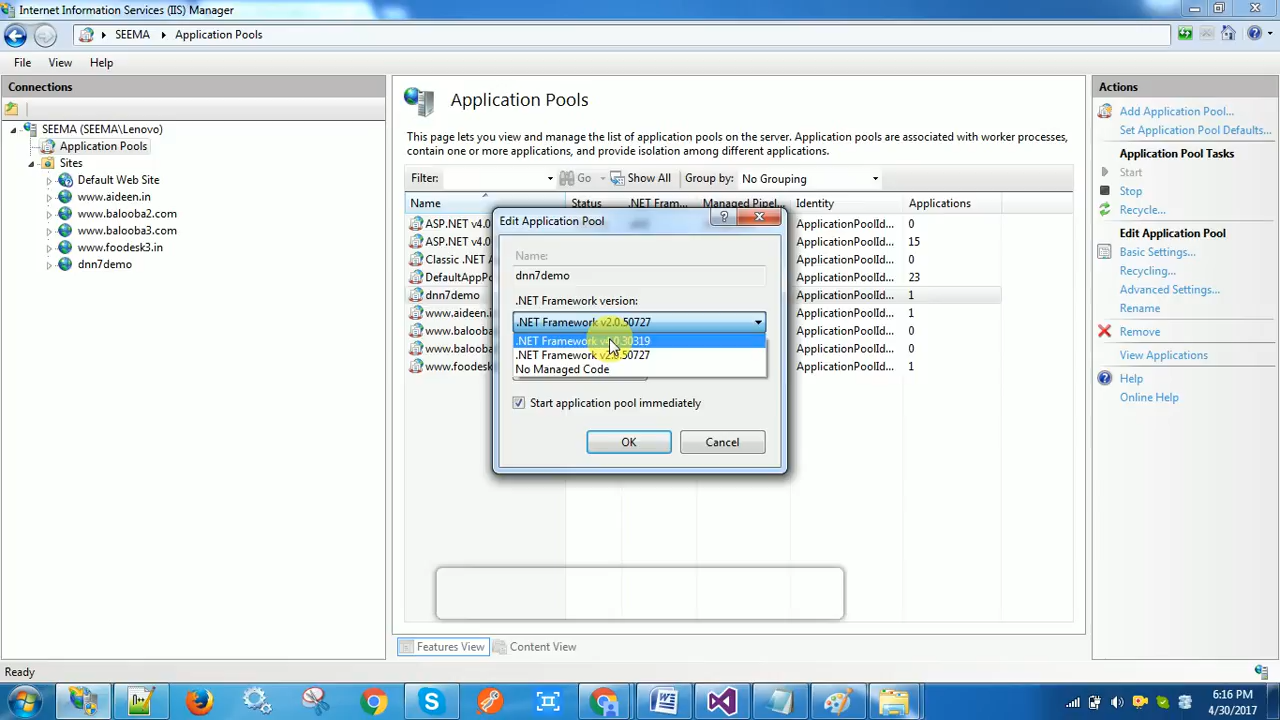 Internet Information Services (IIS) Manager
SEEMA
Application Pools
File View Help
Connections
SEEMA (SEEMA\Lenovo)
Application Pools
Sites
Default Web Site
www.aideen.in
www.balooba2.com
www.balooba3.com
www.foodesk3.in
dnn7demo
Application Pools
This page lets you view and manage the list of application pools on the server. Application pools are associated with worker processes,
contain one or more applications, and provide isolation among different applications.
Filter: Go Show All Group by: No Grouping
Name Status .NET Fram... Managed Pipel... Identity Applications
ASP.NET v4.0 ApplicationPoolId... 0
ASP.NET v4.0 ApplicationPoolId... 15
Classic .NET A ApplicationPoolId... 0
DefaultAppPo ApplicationPoolId... 23
dnn7demo ApplicationPoolId... 1
www.aideen ApplicationPoolId... 1
www.baloob ApplicationPoolId... 0
www.baloob ApplicationPoolId... 1
www.foodesk ApplicationPoolId... 1
Edit Application Pool
Name:
dnn7demo
.NET Framework version:
.NET Framework v2.0.50727
.NET Framework v4.0.30319
.NET Framework v2.0.50727
No Managed Code
Start application pool immediately
OK Cancel
Features View Content View
Actions
Add Application Pool...
Set Application Pool Defaults...
Application Pool Tasks
Start
Stop
Recycle...
Edit Application Pool
Basic Settings...
Recycling...
Advanced Settings...
Rename
Remove
View Applications
Help
Online Help
Ready
6:16 PM
4/30/2017